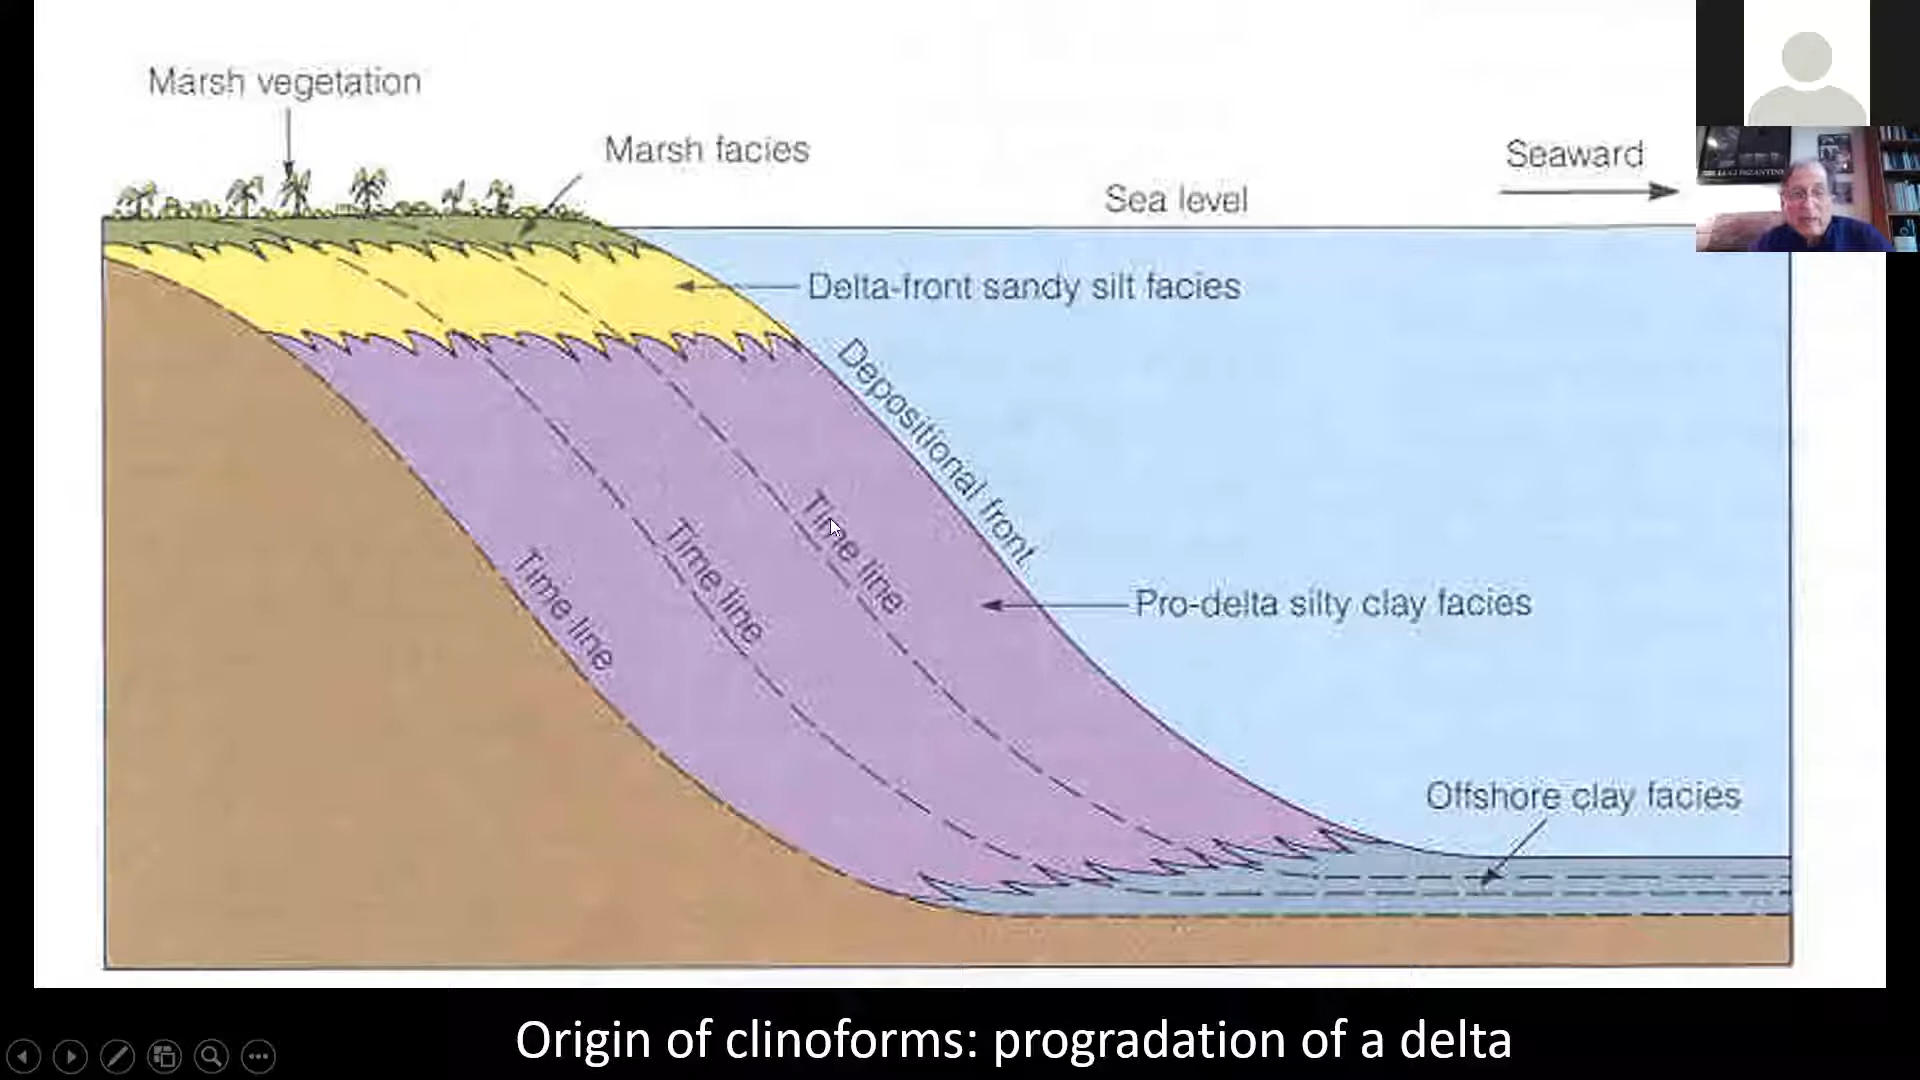 Marsh vegetation
Marsh facies
Seaward
Sea level
Delta-front sandy silt facies
Depositional front
Time line
Time line
Time line
Pro-delta silty clay facies
Offshore clay facies
Origin of clinoforms: progradation of a delta